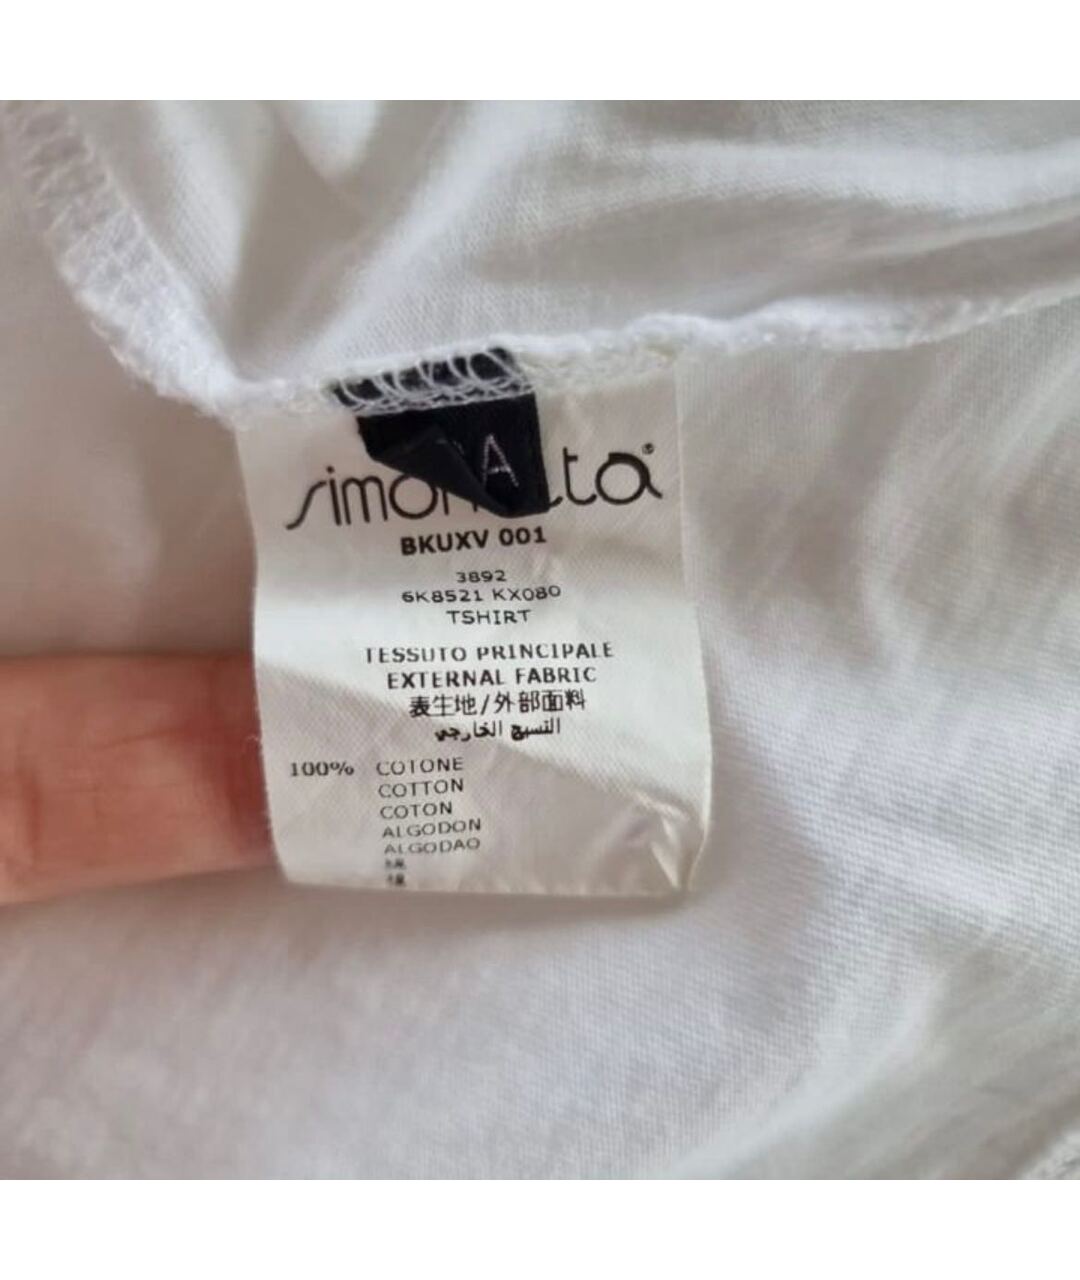 A
BKUXV 001
3892
6K8521 KX080
TSHIRT
TESSUTO PRINCIPALE
EXTERNAL FABRIC
表生地/外部面料
النسيج الخارجي
100% COTONE
COTTON
COTON
ALGODON
ALGODAO